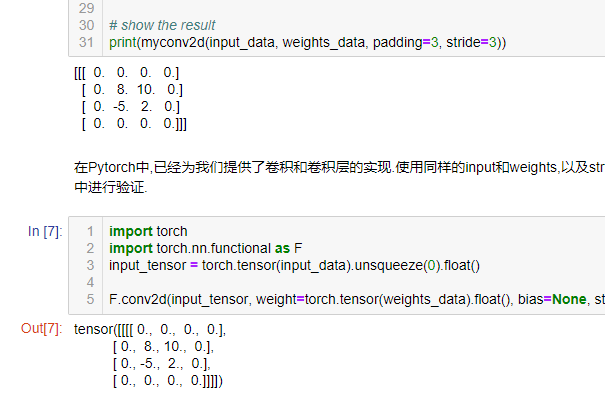 29
30 # show the result
31 print(myconv2d(input_data, weights_data, padding=3, stride=3))
[[[ 0. 0. 0. 0.]
[ 0. 8. 10. 0.]
[ 0. -5. 2. 0.]
[ 0. 0. 0. 0.]]]
在Pytorch中,已经为我们提供了卷积和卷积层的实现.使用同样的input和weights,以及str
中进行验证.
In [7]: 1 import torch
2 import torch.nn.functional as F
3 input_tensor = torch.tensor(input_data).unsqueeze(0).float()
4
5 F.conv2d(input_tensor, weight=torch.tensor(weights_data).float(), bias=None, st
Out[7]: tensor([[[[ 0., 0., 0., 0.],
[ 0., 8., 10., 0.],
[ 0., -5., 2., 0.],
[ 0., 0., 0., 0.]]]])